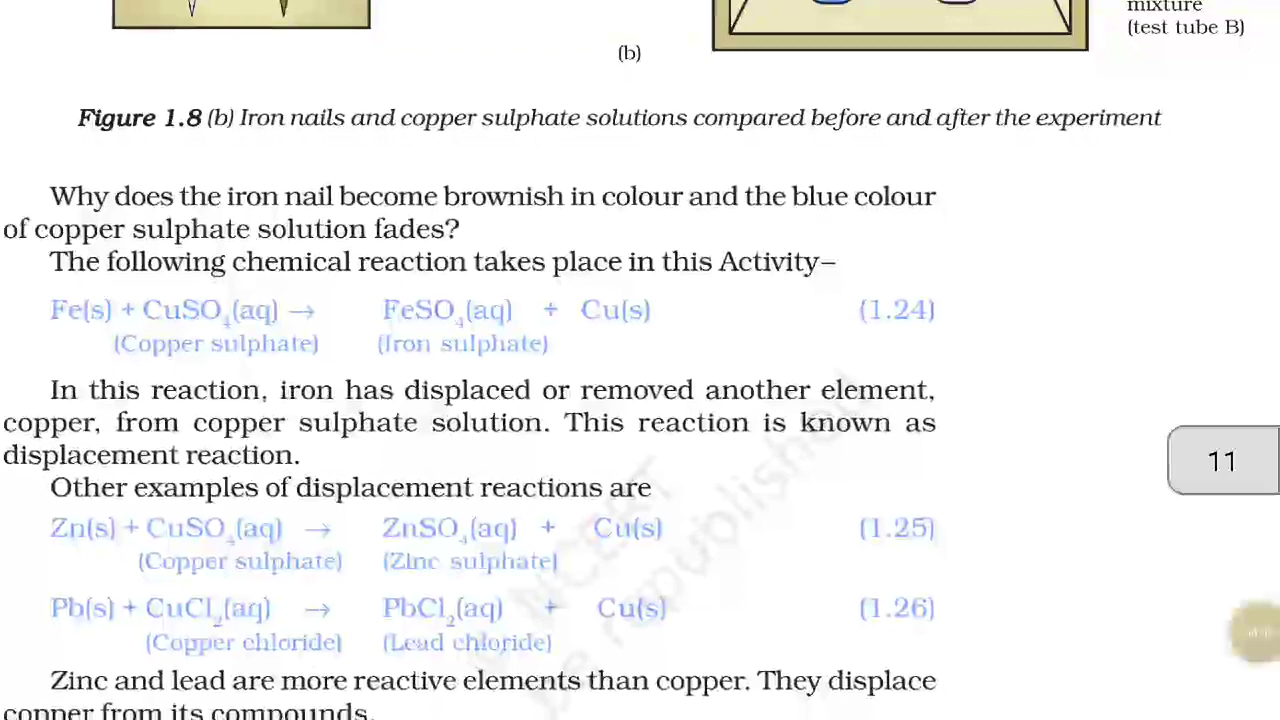 mixture
(test tube B)
(b)
Figure 1.8 (b) Iron nails and copper sulphate solutions compared before and after the experiment
Why does the iron nail become brownish in colour and the blue colour
of copper sulphate solution fades?
The following chemical reaction takes place in this Activity–
Fe(s) + CuSO₄(aq) → FeSO₄(aq) + Cu(s) (1.24)
(Copper sulphate) (Iron sulphate)
In this reaction, iron has displaced or removed another element,
copper, from copper sulphate solution. This reaction is known as
displacement reaction.
11
Other examples of displacement reactions are
Zn(s) + CuSO₄(aq) → ZnSO₄(aq) + Cu(s) (1.25)
(Copper sulphate) (Zinc sulphate)
Pb(s) + CuCl₂(aq) → PbCl₂(aq) + Cu(s) (1.26)
(Copper chloride) (Lead chloride)
Zinc and lead are more reactive elements than copper. They displace
copper from its compounds.
© NCERT
be republished